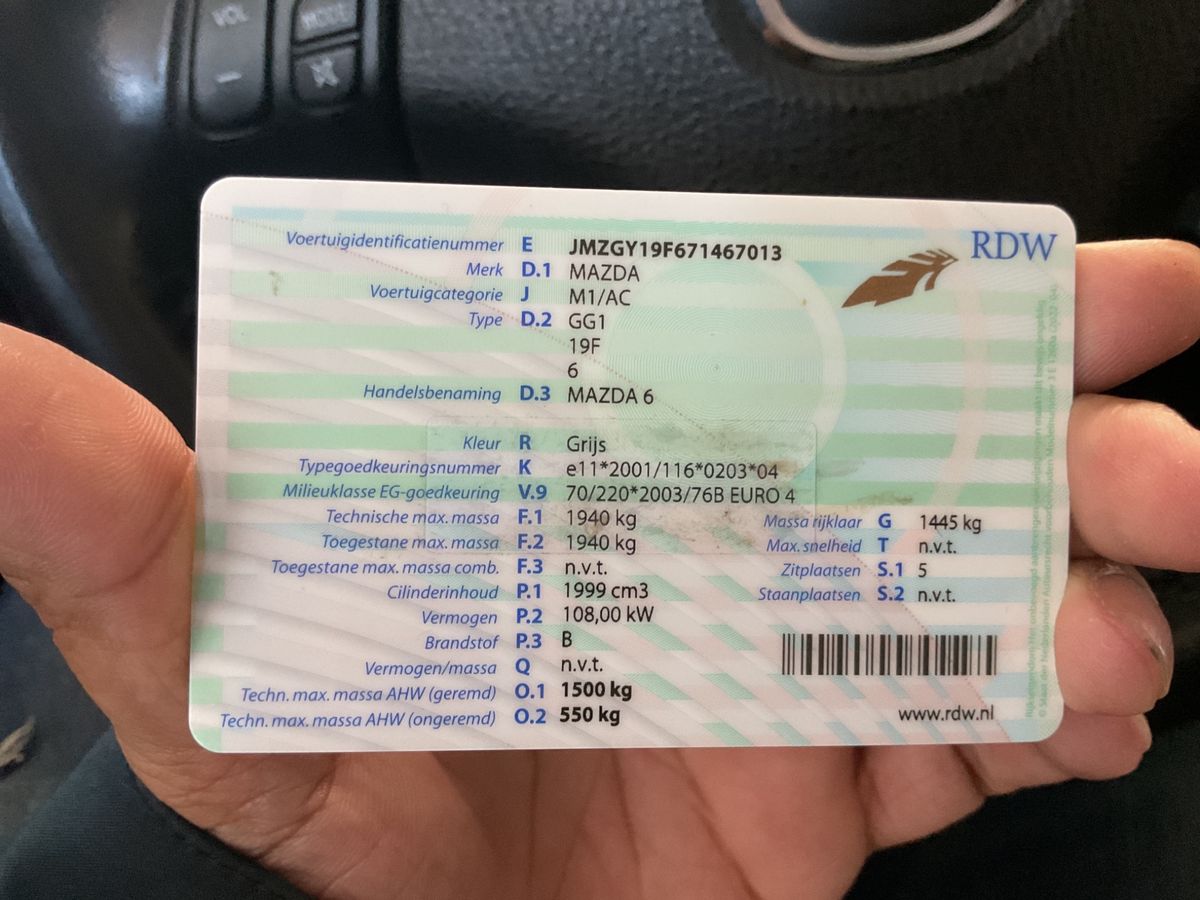 VOL
MODE
–
Voertuigidentificatienummer E JMZGY19F671467013
RDW
Merk D.1 MAZDA
Voertuigcategorie J M1/AC
Type D.2 GG1
19F
6
Handelsbenaming D.3 MAZDA 6
Kleur R Grijs
Typegoedkeuringsnummer K e11*2001/116*0203*04
Milieuklasse EG-goedkeuring V.9 70/220*2003/76B EURO 4
Technische max. massa F.1 1940 kg Massa rijklaar G 1445 kg
Toegestane max. massa F.2 1940 kg Max. snelheid T n.v.t.
Toegestane max. massa comb. F.3 n.v.t. Zitplaatsen S.1 5
Cilinderinhoud P.1 1999 cm3 Staanplaatsen S.2 n.v.t.
Vermogen P.2 108,00 kW
Brandstof P.3 B
Vermogen/massa Q n.v.t.
Techn. max. massa AHW (geremd) O.1 1500 kg
Techn. max. massa AHW (ongeremd) O.2 550 kg
www.rdw.nl